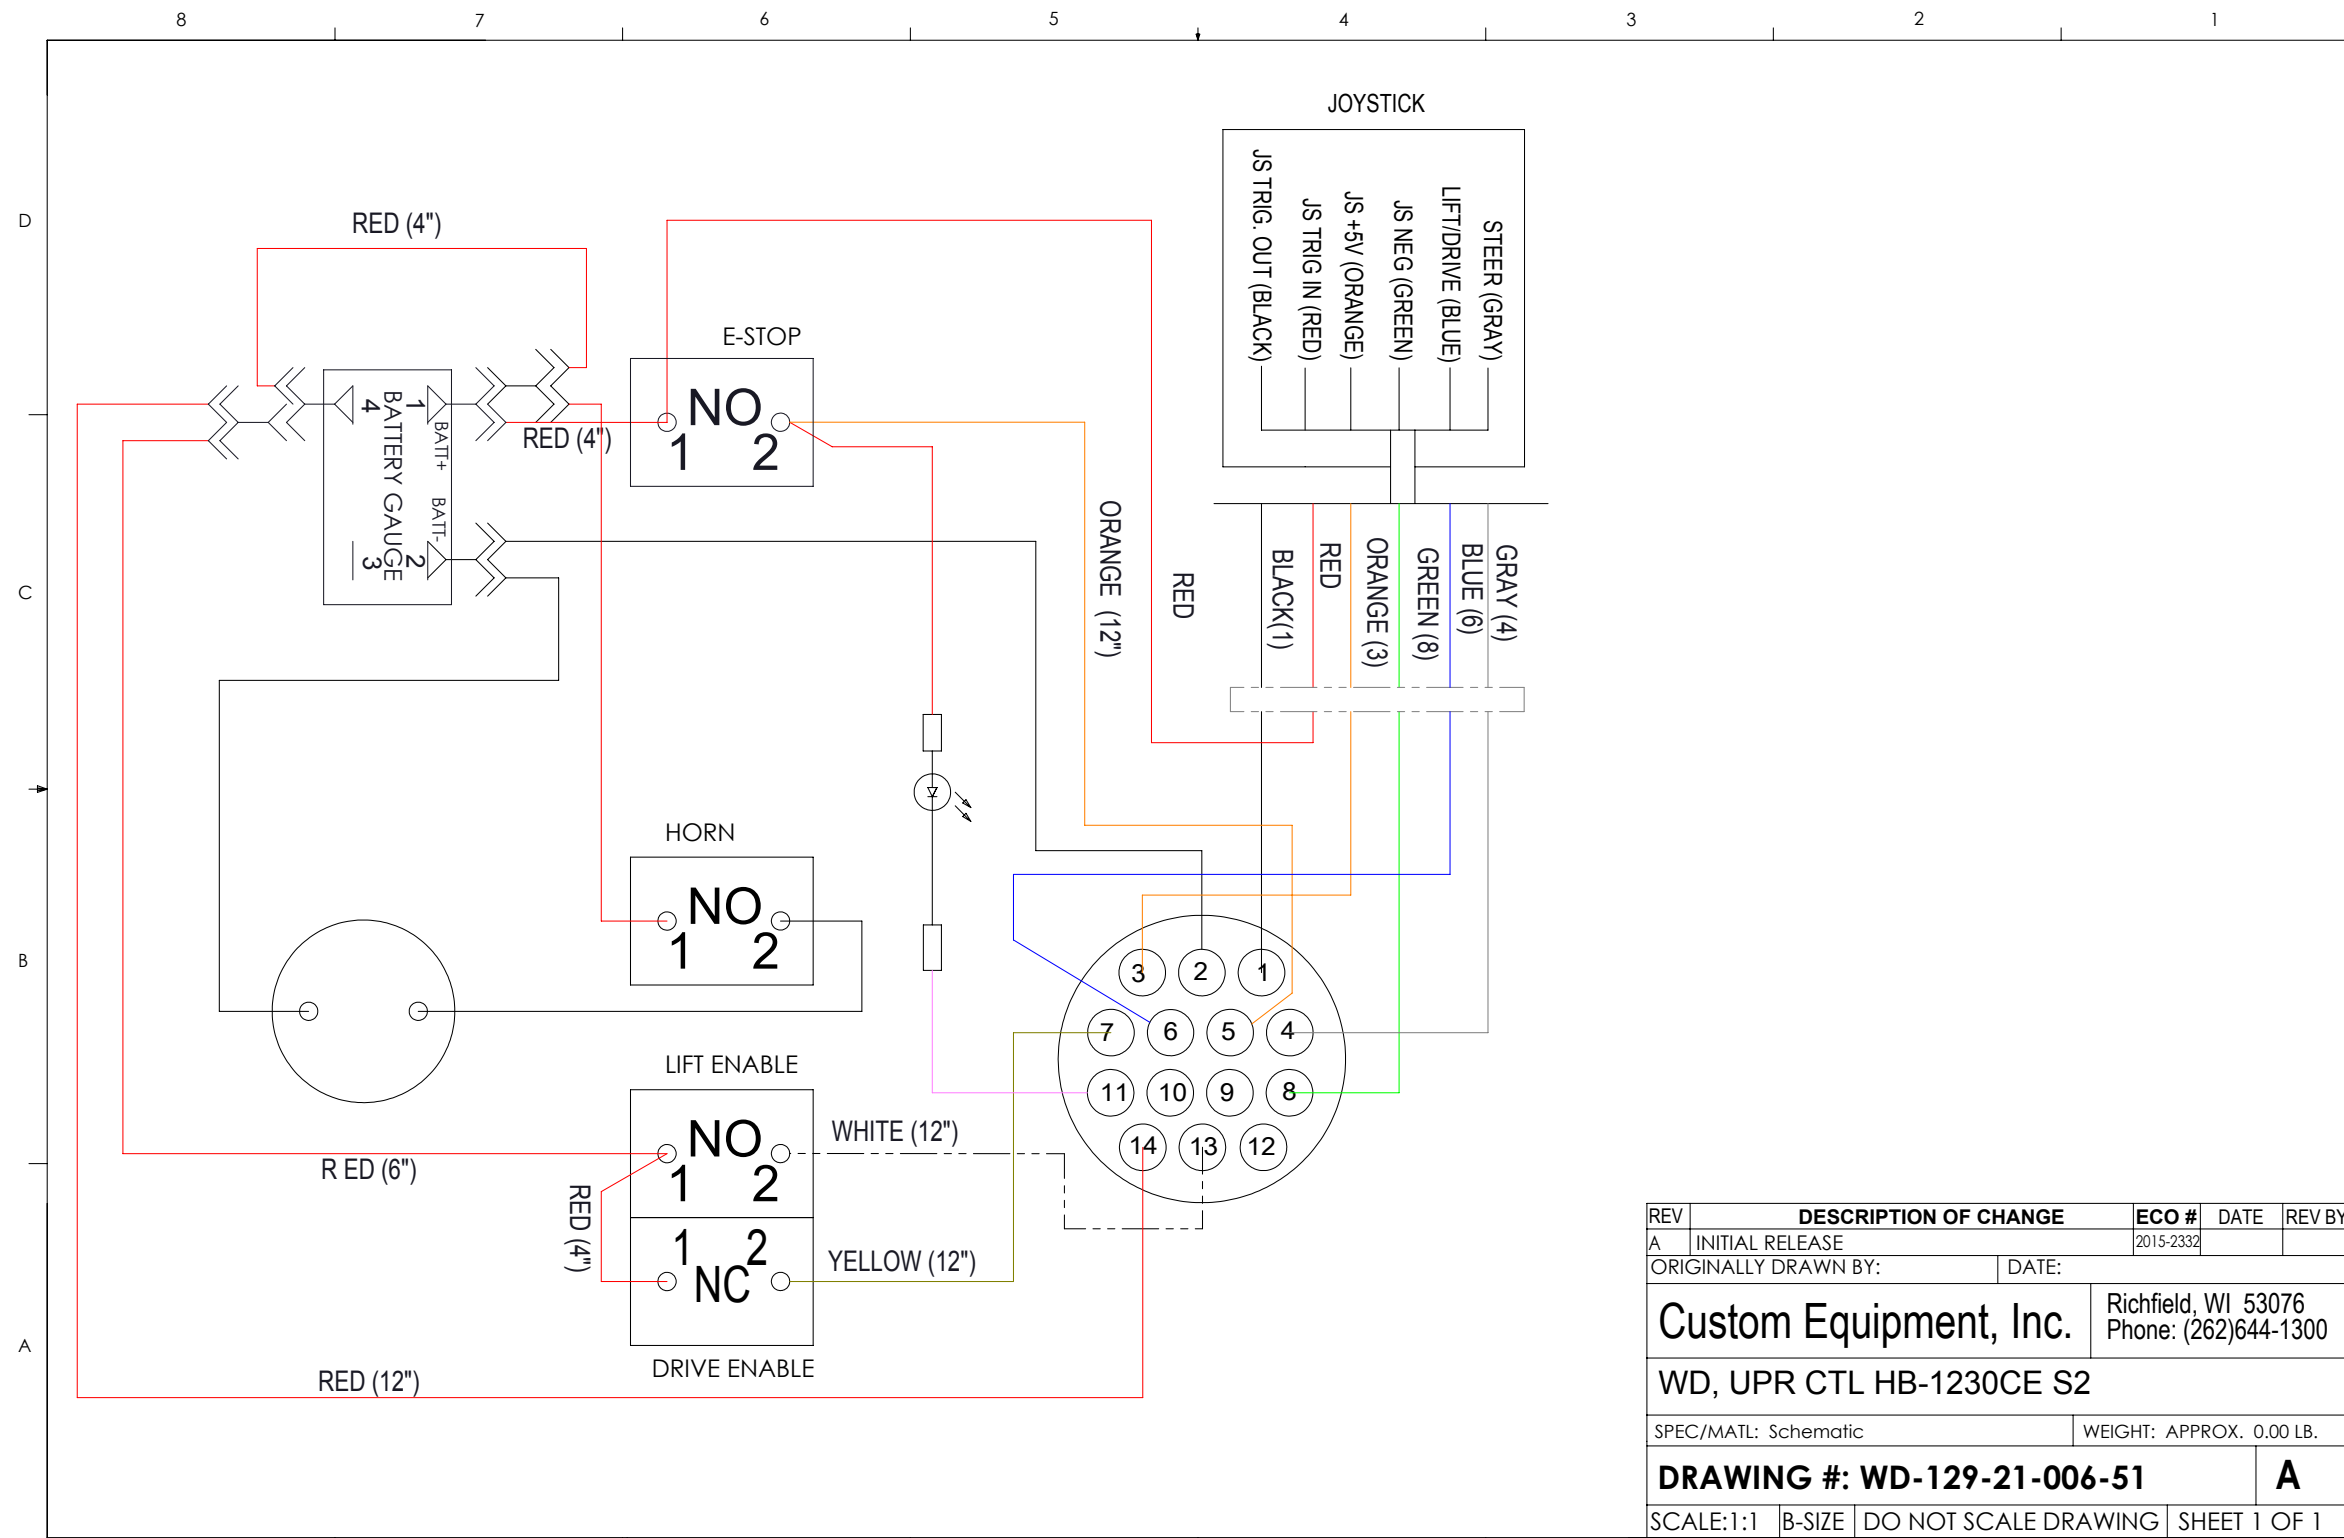 8 7 6 5 4 3 2 1
D
C
B
A
JOYSTICK
JS TRIG. OUT (BLACK)
JS TRIG IN (RED)
JS +5V (ORANGE)
JS NEG (GREEN)
LIFT/DRIVE (BLUE)
STEER (GRAY)
RED (4")
E-STOP
NO
1 2
RED (4")
4 1
BATT+
BATTERY GAUGE
BATT-
3 2
ORANGE (12")
RED
BLACK(1)
RED
ORANGE (3)
GREEN (8)
BLUE (6)
GRAY (4)
HORN
NO
1 2
3 2 1
7 6 5 4
11 10 9 8
14 13 12
LIFT ENABLE
NO
1 2
WHITE (12")
R ED (6")
RED (4")
1 2
NC
YELLOW (12")
DRIVE ENABLE
RED (12")
REV DESCRIPTION OF CHANGE ECO # DATE REV BY
A INITIAL RELEASE 2015-2332
ORIGINALLY DRAWN BY: DATE:
Custom Equipment, Inc.
Richfield, WI 53076
Phone: (262)644-1300
WD, UPR CTL HB-1230CE S2
SPEC/MATL: Schematic WEIGHT: APPROX. 0.00 LB.
DRAWING #: WD-129-21-006-51 A
SCALE:1:1 B-SIZE DO NOT SCALE DRAWING SHEET 1 OF 1